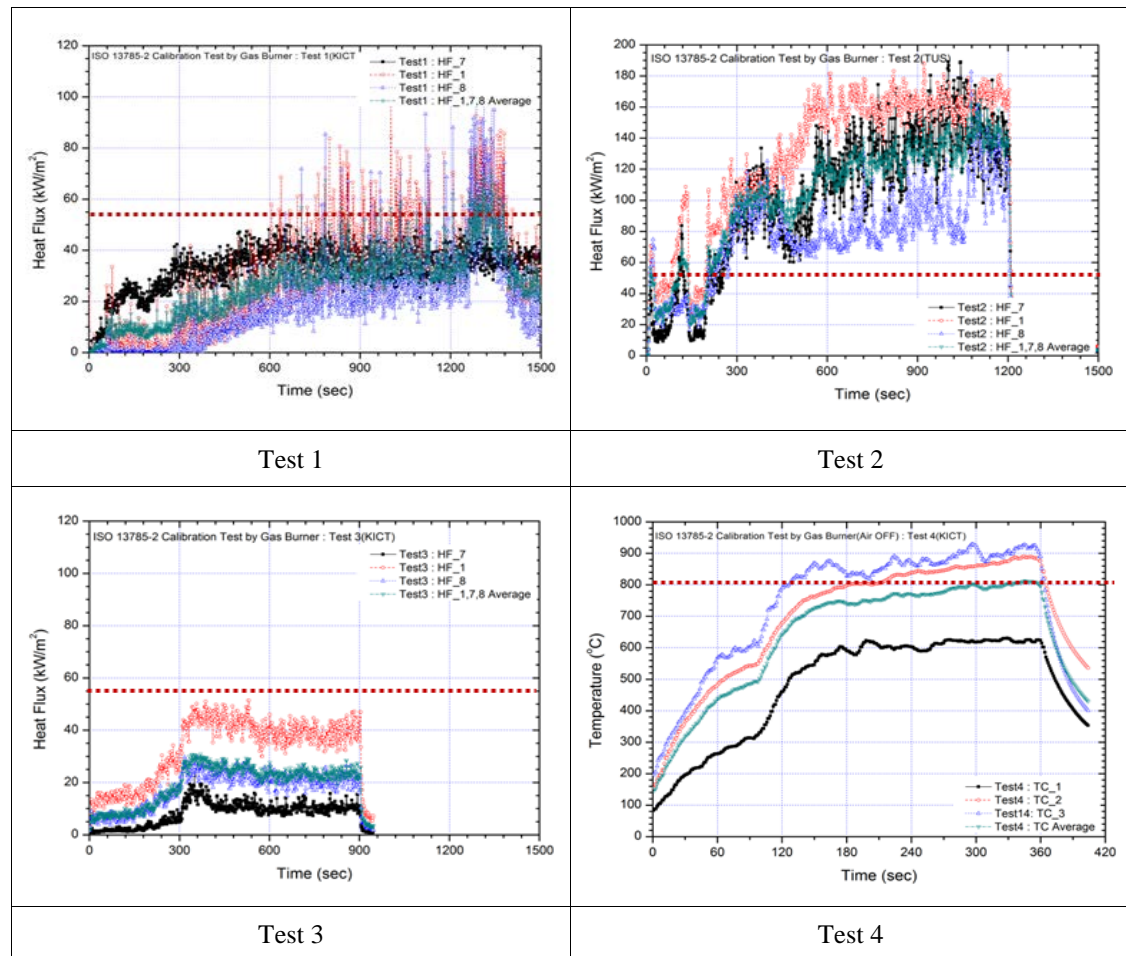 ISO 13785-2 Calibration Test by Gas Burner : Test 1(KICT
Test1 : HF_7
Test1 : HF_1
Test1 : HF_8
Test1 : HF_1,7,8 Average
120
100
80
60
40
20
0
Heat Flux (kW/m²)
0 300 600 900 1200 1500
Time (sec)
Test 1
ISO 13785-2 Calibration Test by Gas Burner : Test 2(TUS)
200
180
160
140
120
100
80
60
40
20
0
Heat Flux (kW/m²)
Test2 : HF_7
Test2 : HF_1
Test2 : HF_8
Test2 : HF_1,7,8 Average
0 300 600 900 1200 1500
Time (sec)
Test 2
ISO 13785-2 Calibration Test by Gas Burner : Test 3(KICT)
Test3 : HF_7
Test3 : HF_1
Test3 : HF_8
Test3 : HF_1,7,8 Average
120
100
80
60
40
20
0
Heat Flux (kW/m²)
0 300 600 900 1200 1500
Time (sec)
Test 3
ISO 13785-2 Calibration Test by Gas Burner(Air OFF) : Test 4(KICT)
1000
900
800
700
600
500
400
300
200
100
0
Temperature (°C)
Test4 : TC_1
Test4 : TC_2
Test14: TC_3
Test4 : TC Average
0 60 120 180 240 300 360 420
Time (sec)
Test 4